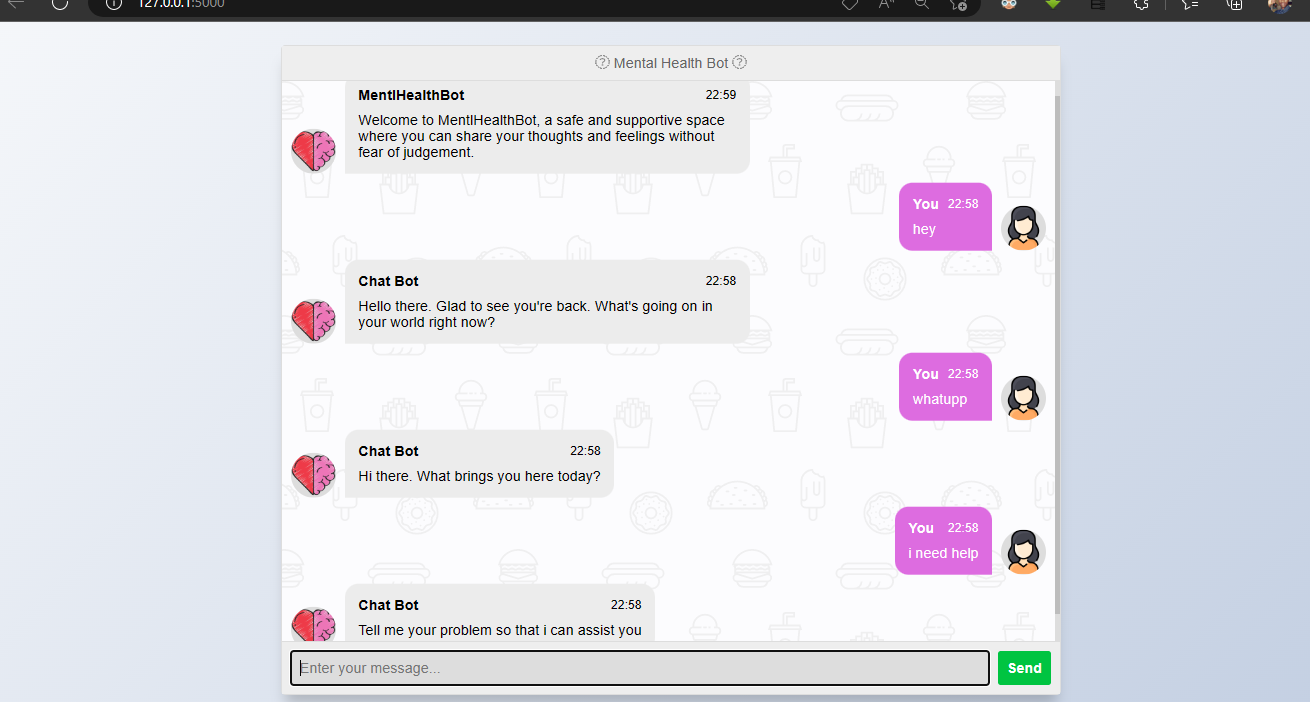 127.0.0.1:5000
Mental Health Bot
MentlHealthBot 22:59
Welcome to MentlHealthBot, a safe and supportive space
where you can share your thoughts and feelings without
fear of judgement.
You 22:58
hey
Chat Bot 22:58
Hello there. Glad to see you're back. What's going on in
your world right now?
You 22:58
whatupp
Chat Bot 22:58
Hi there. What brings you here today?
You 22:58
i need help
Chat Bot 22:58
Tell me your problem so that i can assist you
Enter your message...
Send